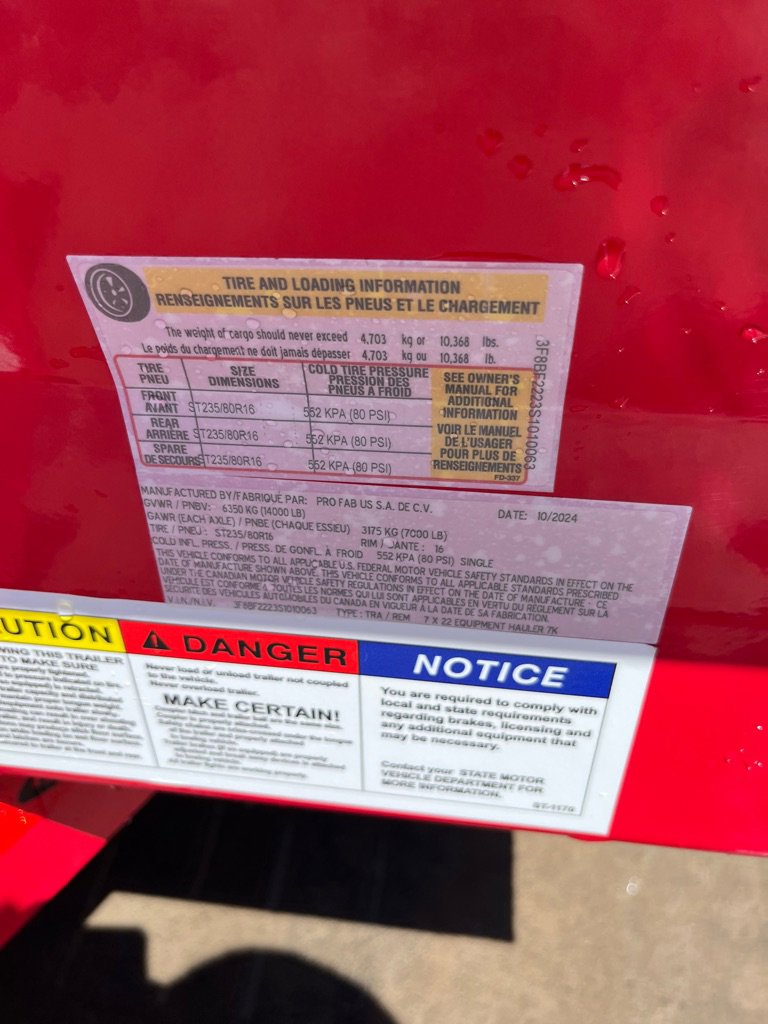 TIRE AND LOADING INFORMATION
RENSEIGNEMENTS SUR LES PNEUS ET LE CHARGEMENT
The weight of cargo should never exceed 4,703 kg or 10,368 lbs.
Le poids du chargement ne doit jamais dépasser 4,703 kg ou 10,368 lb.
TIRE
PNEU
SIZE
DIMENSIONS
COLD TIRE PRESSURE
PRESSION DES
PNEUS A FROID
SEE OWNER'S
MANUAL FOR
ADDITIONAL
INFORMATION
VOIR LE MANUEL
DE L'USAGER
POUR PLUS DE
RENSEIGNEMENTS
FRONT
AVANT
ST235/80R16 552 KPA (80 PSI)
REAR
ARRIÈRE
ST235/80R16 552 KPA (80 PSI)
SPARE
DE SECOURS
ST235/80R16 552 KPA (80 PSI)
FD-337
3F8BF2223S1010063
MANUFACTURED BY/FABRIQUÉ PAR: PRO FAB US S.A. DE C.V. DATE: 10/2024
GVWR / PNBV: 6350 KG (14000 LB)
GAWR (EACH AXLE) / PNBE (CHAQUE ESSIEU) 3175 KG (7000 LB)
TIRE / PNEU: ST235/80R16 RIM / JANTE: 16
COLD INFL. PRESS. / PRESS. DE GONFL. À FROID 552 KPA (80 PSI) SINGLE
THIS VEHICLE CONFORMS TO ALL APPLICABLE U.S. FEDERAL MOTOR VEHICLE SAFETY STANDARDS IN EFFECT ON THE
DATE OF MANUFACTURE SHOWN ABOVE. THIS VEHICLE CONFORMS TO ALL APPLICABLE STANDARDS PRESCRIBED
UNDER THE CANADIAN MOTOR VEHICLE SAFETY REGULATIONS IN EFFECT ON THE DATE OF MANUFACTURE / CE
VÉHICULE EST CONFORME À TOUTES LES NORMES QUI LUI SONT APPLICABLES EN VERTU DU RÈGLEMENT SUR LA
SÉCURITÉ DES VÉHICULES AUTOMOBILES DU CANADA EN VIGUEUR À LA DATE DE SA FABRICATION.
V.I.N./N.I.V. 3F8BF2223S1010063 TYPE: TRA / REM 7 X 22 EQUIPMENT HAULER 7K
UTION
WING THIS TRAILER
TO MAKE SURE
DANGER
Never load or unload trailer not coupled
to the vehicle.
Never overload trailer.
MAKE CERTAIN!
NOTICE
You are required to comply with
local and state requirements
regarding brakes, licensing and
any additional equipment that
may be necessary.
Contact your STATE MOTOR
VEHICLE DEPARTMENT FOR
MORE INFORMATION.